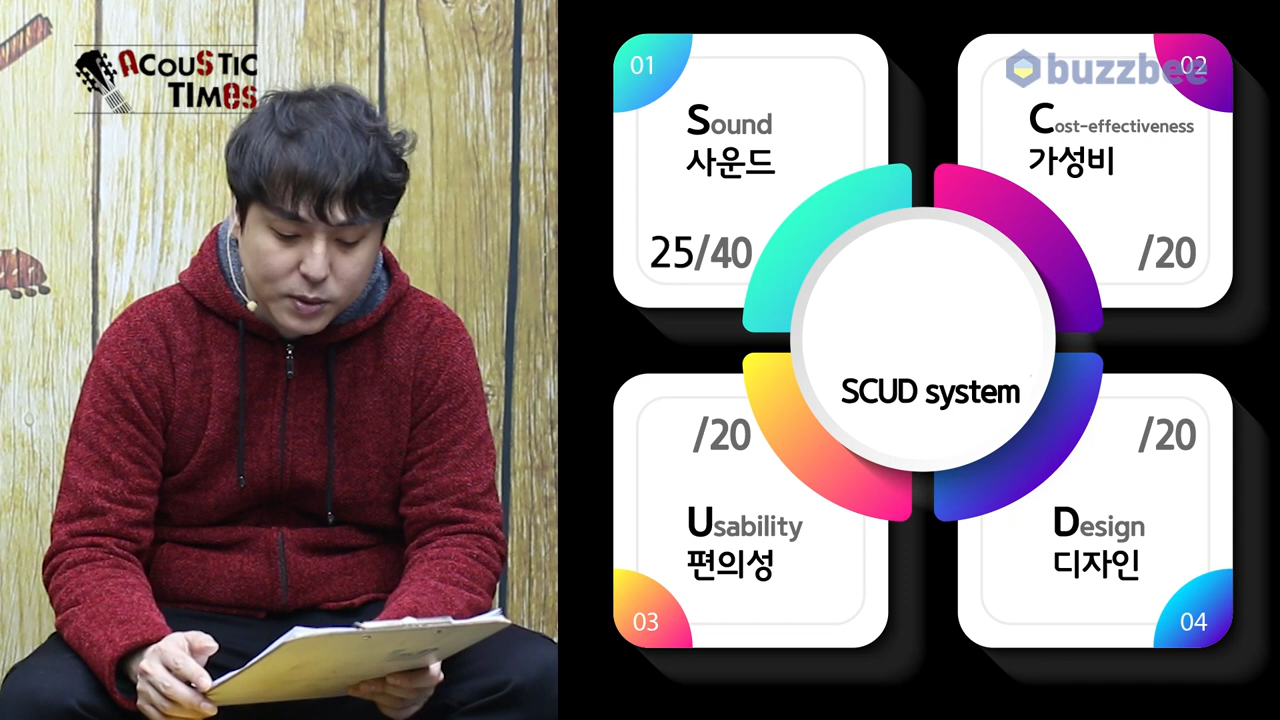 ACOUSTIC
TIMES
01
Sound
사운드
25/40
buzzbee
02
Cost-effectiveness
가성비
/20
SCUD system
/20
Usability
편의성
03
/20
Design
디자인
04